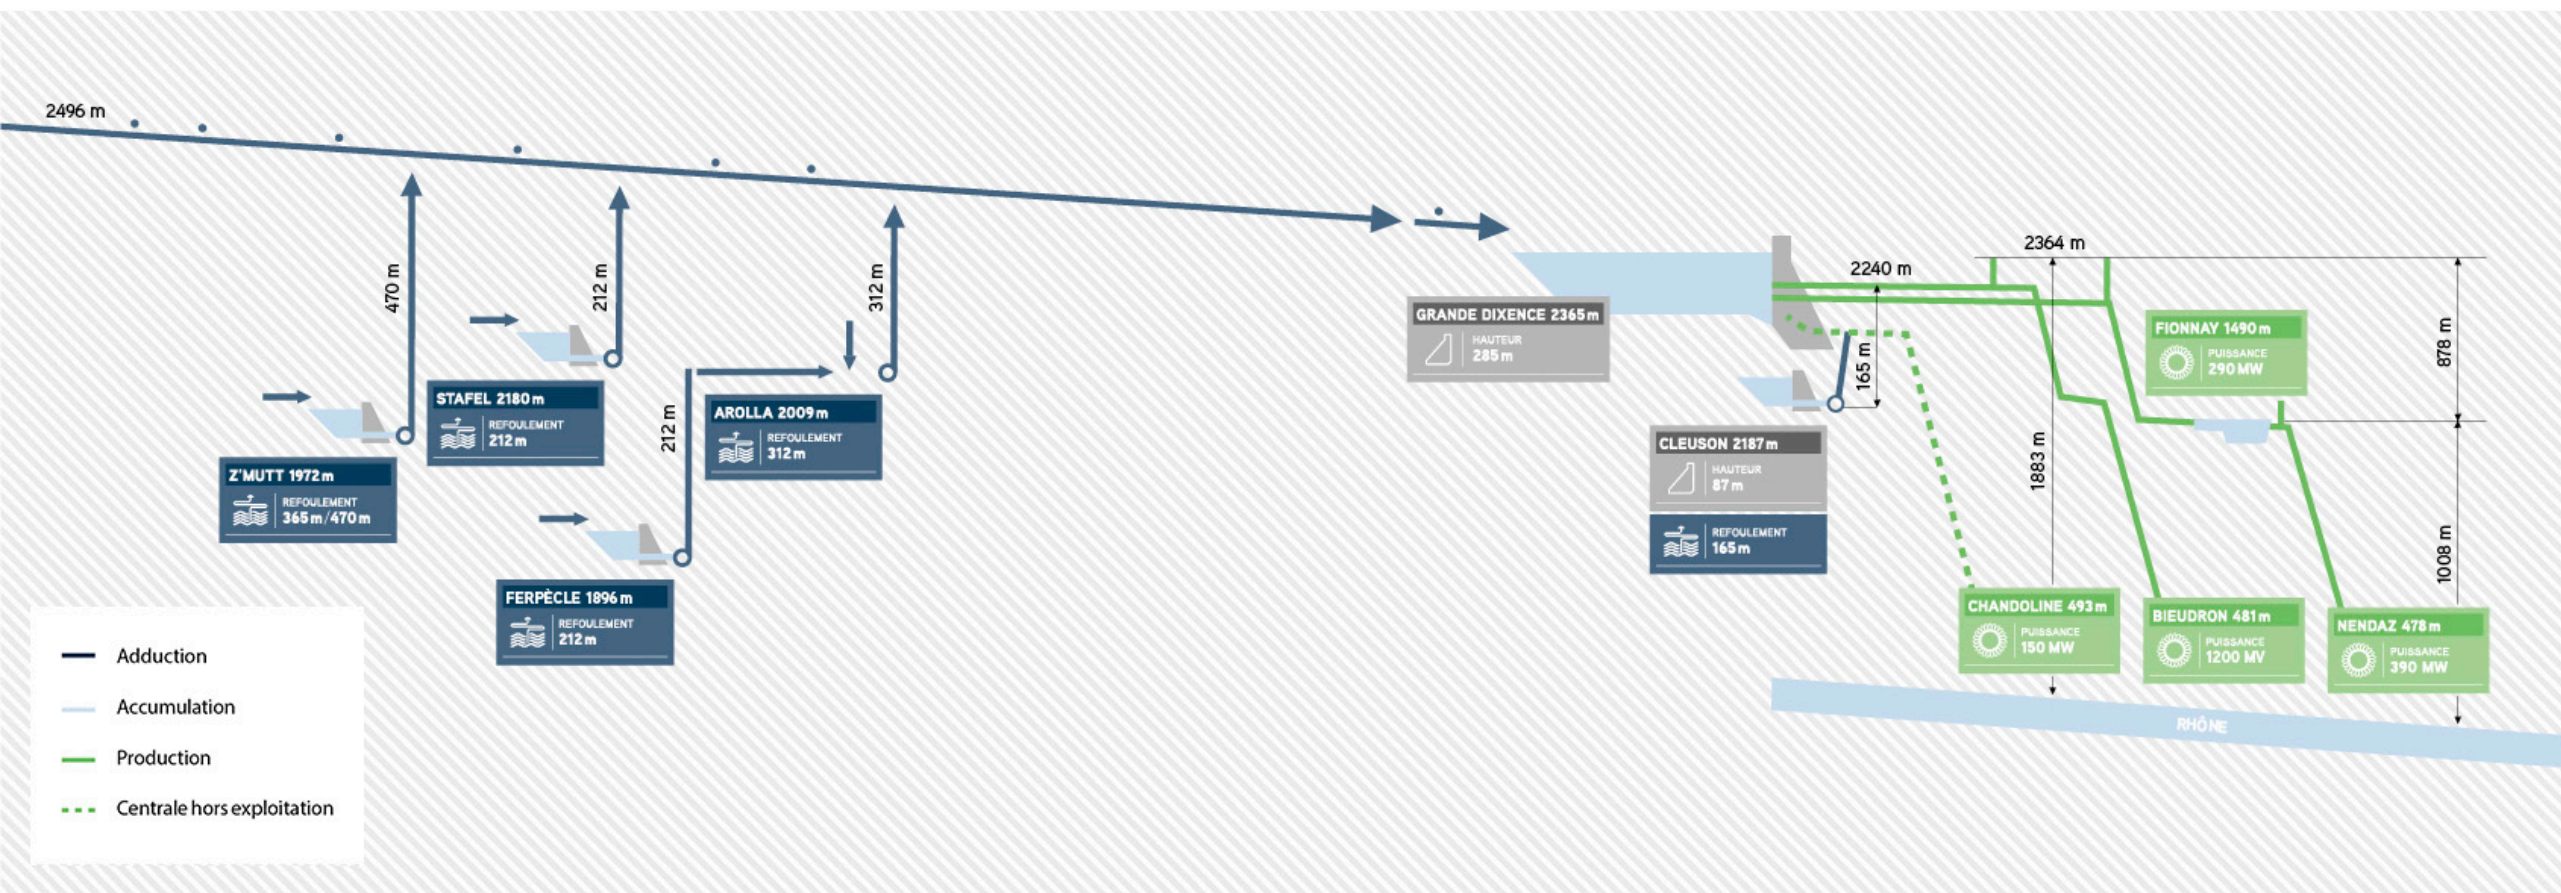 2496 m
470 m
212 m
312 m
212 m
Z'MUTT 1972 m
REFOULEMENT
365 m/470 m
STAFEL 2180 m
REFOULEMENT
212 m
FERPÈCLE 1896 m
REFOULEMENT
212 m
AROLLA 2009 m
REFOULEMENT
312 m
GRANDE DIXENCE 2365 m
HAUTEUR
285 m
CLEUSON 2187 m
HAUTEUR
87 m
REFOULEMENT
165 m
2240 m
165 m
2364 m
1883 m
878 m
1008 m
FIONNAY 1490 m
PUISSANCE
290 MW
CHANDOLINE 493 m
PUISSANCE
150 MW
BIEUDRON 481 m
PUISSANCE
1200 MV
NENDAZ 478 m
PUISSANCE
390 MW
RHÔNE
Adduction
Accumulation
Production
Centrale hors exploitation